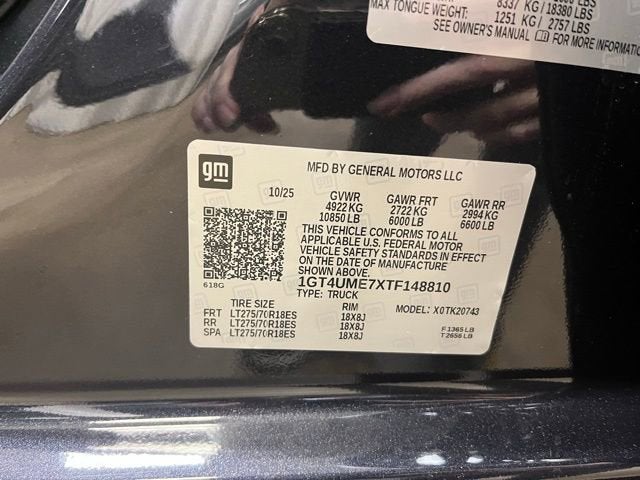 8337 KG / 18380 LBS
MAX TONGUE WEIGHT: 1251 KG / 2757 LBS
SEE OWNER'S MANUAL FOR MORE INFORMATIO
gm
MFD BY GENERAL MOTORS LLC
10/25 GVWR GAWR FRT GAWR RR
4922 KG 2722 KG 2994 KG
10850 LB 6000 LB 6600 LB
THIS VEHICLE CONFORMS TO ALL
APPLICABLE U.S. FEDERAL MOTOR
VEHICLE SAFETY STANDARDS IN EFFECT
ON THE DATE OF MANUFACTURE
SHOWN ABOVE.
618G 1GT4UME7XTF148810
TYPE: TRUCK
TIRE SIZE RIM MODEL: X0TK20743
FRT LT275/70R18ES 18X8J
RR LT275/70R18ES 18X8J F 1365 LB
SPA LT275/70R18ES 18X8J T 2656 LB